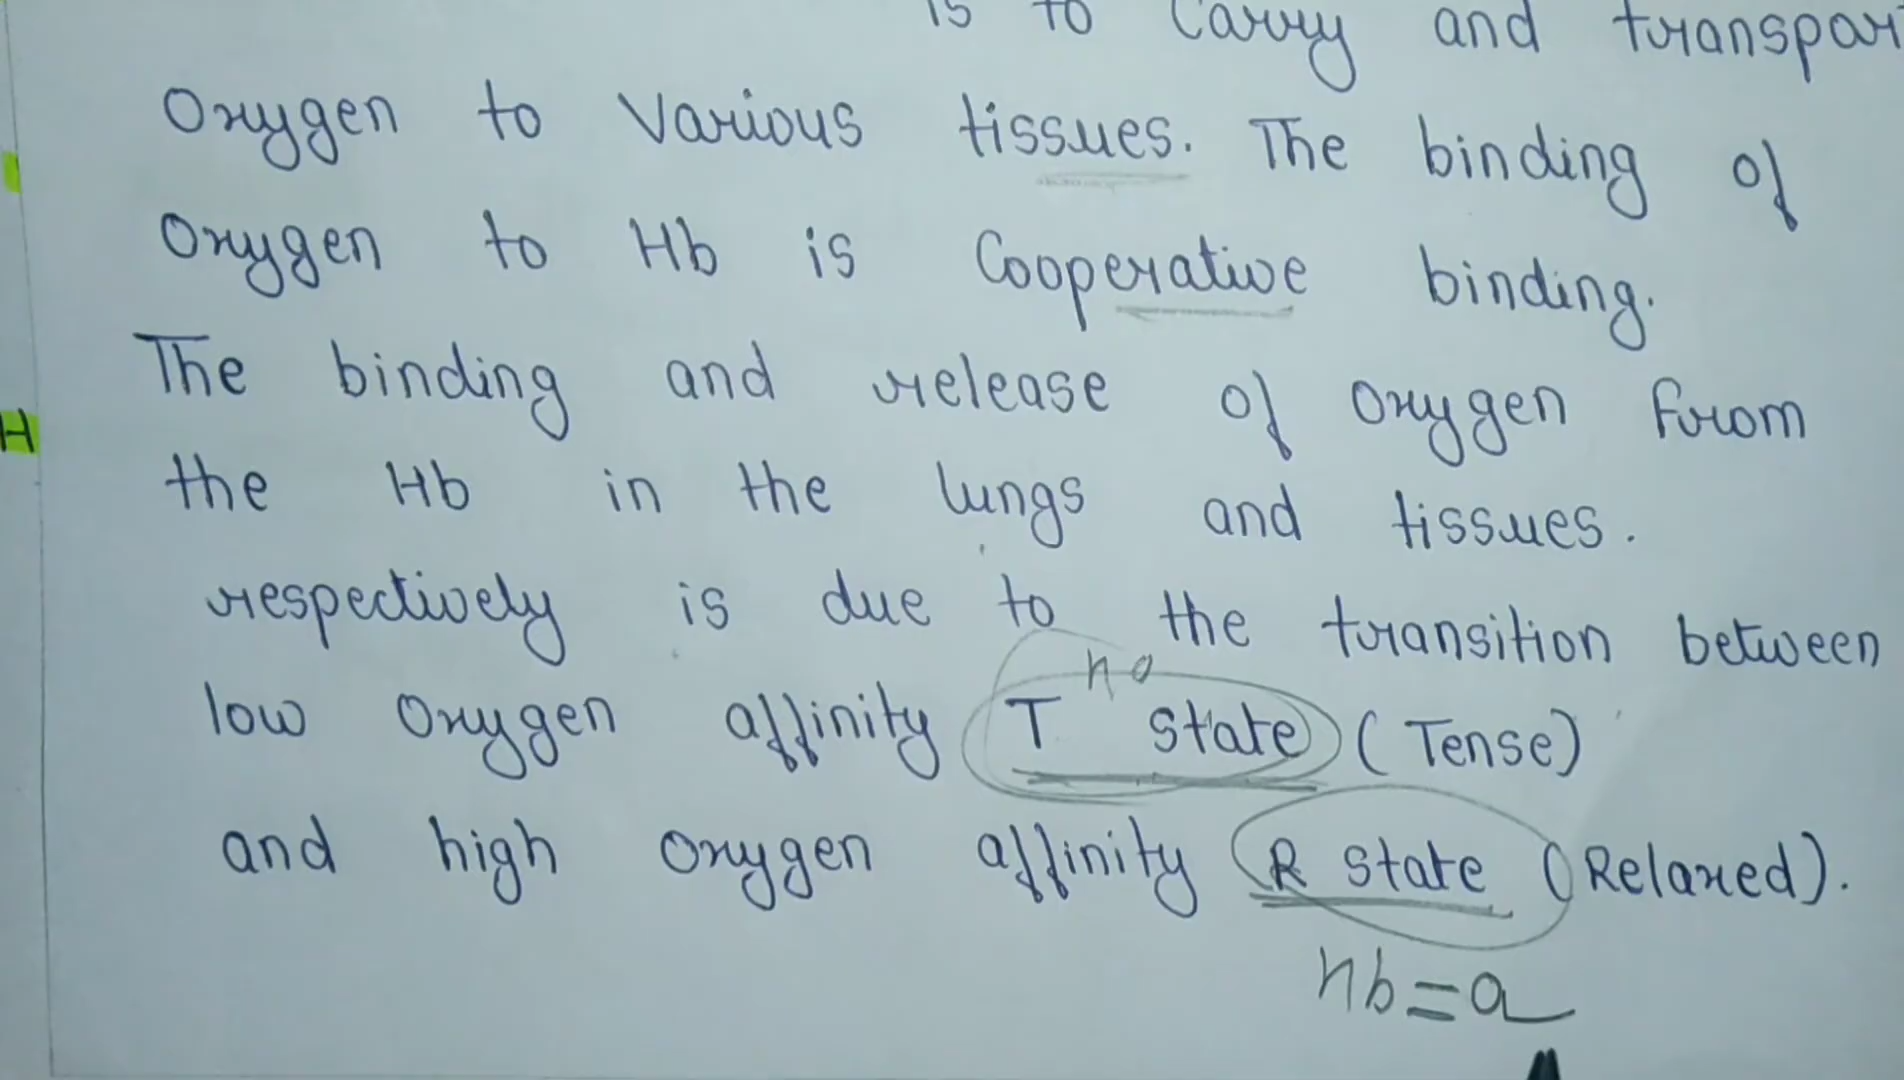 is to Carry and transpor
Oxygen to Various tissues. The binding of
Oxygen to Hb is Cooperative binding.
The binding and release of oxygen from
the Hb in the lungs and tissues.
respectively is due to the transition between
no
low oxygen affinity T state (Tense)
and high oxygen affinity R state (Relaxed).
hb=a
H